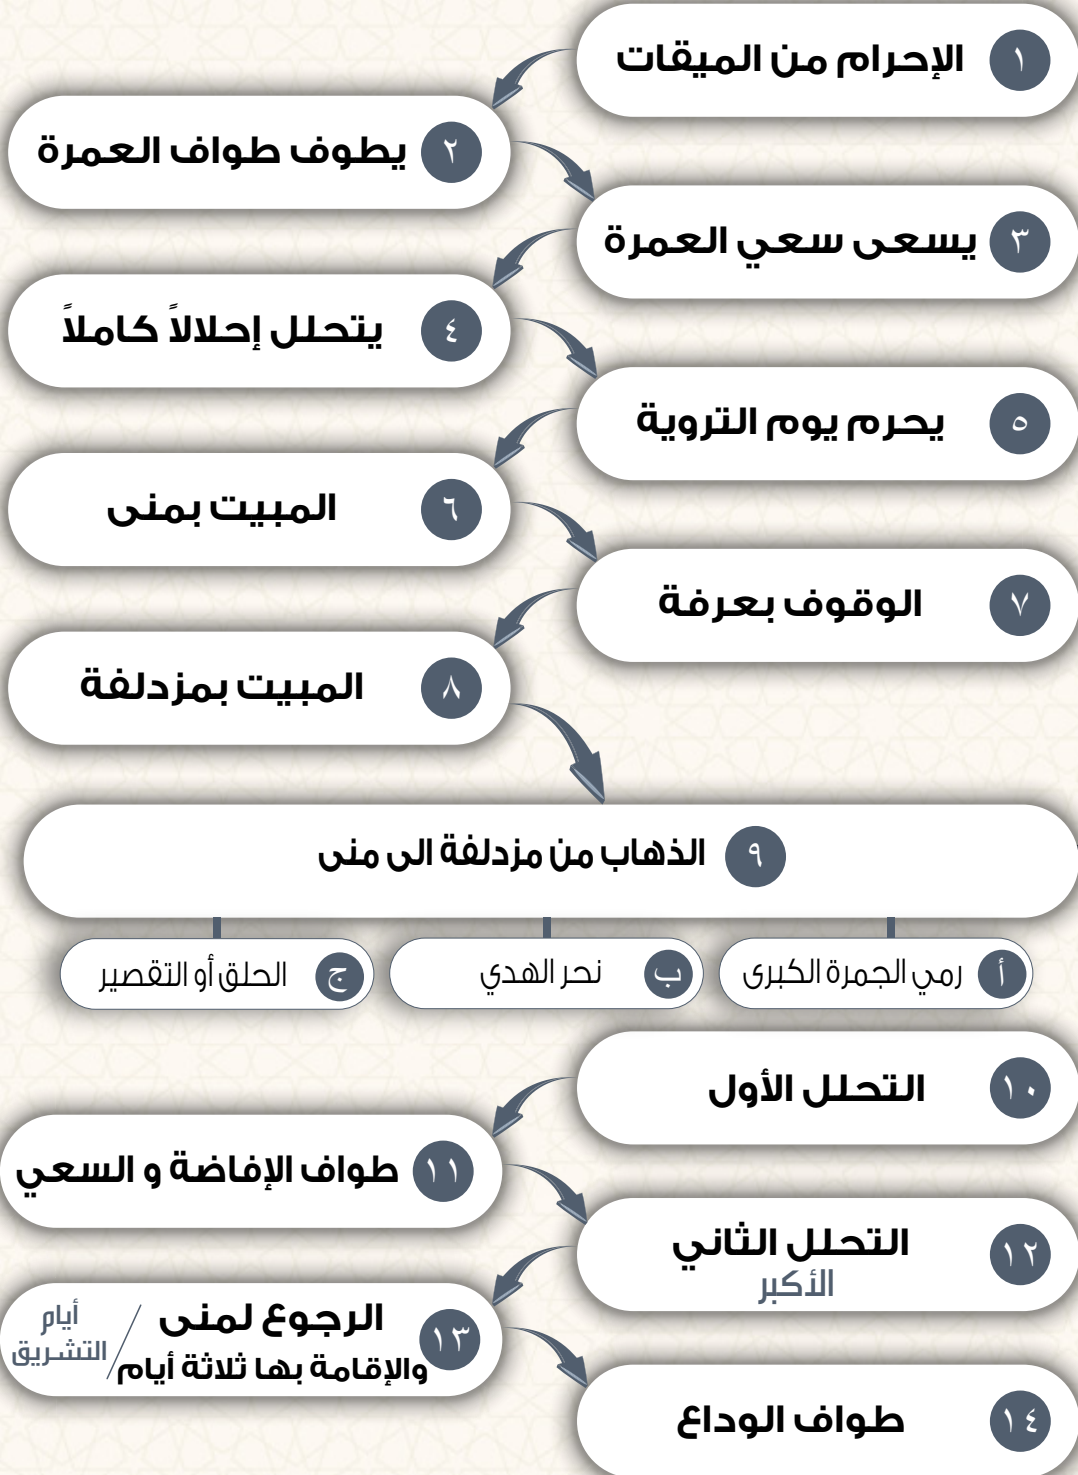 ١ الإحرام من الميقات
٢ يطوف طواف العمرة
٣ يسعى سعي العمرة
٤ يتحلل إحلالاً كاملاً
٥ يحرم يوم التروية
٦ المبيت بمنى
٧ الوقوف بعرفة
٨ المبيت بمزدلفة
٩ الذهاب من مزدلفة الى منى
أ رمي الجمرة الكبرى
ب نحر الهدي
ج الحلق أو التقصير
١٠ التحلل الأول
١١ طواف الإفاضة و السعي
١٢ التحلل الثاني
الأكبر
١٣ الرجوع لمنى
والإقامة بها ثلاثة أيام
/ أيام
التشريق
١٤ طواف الوداع